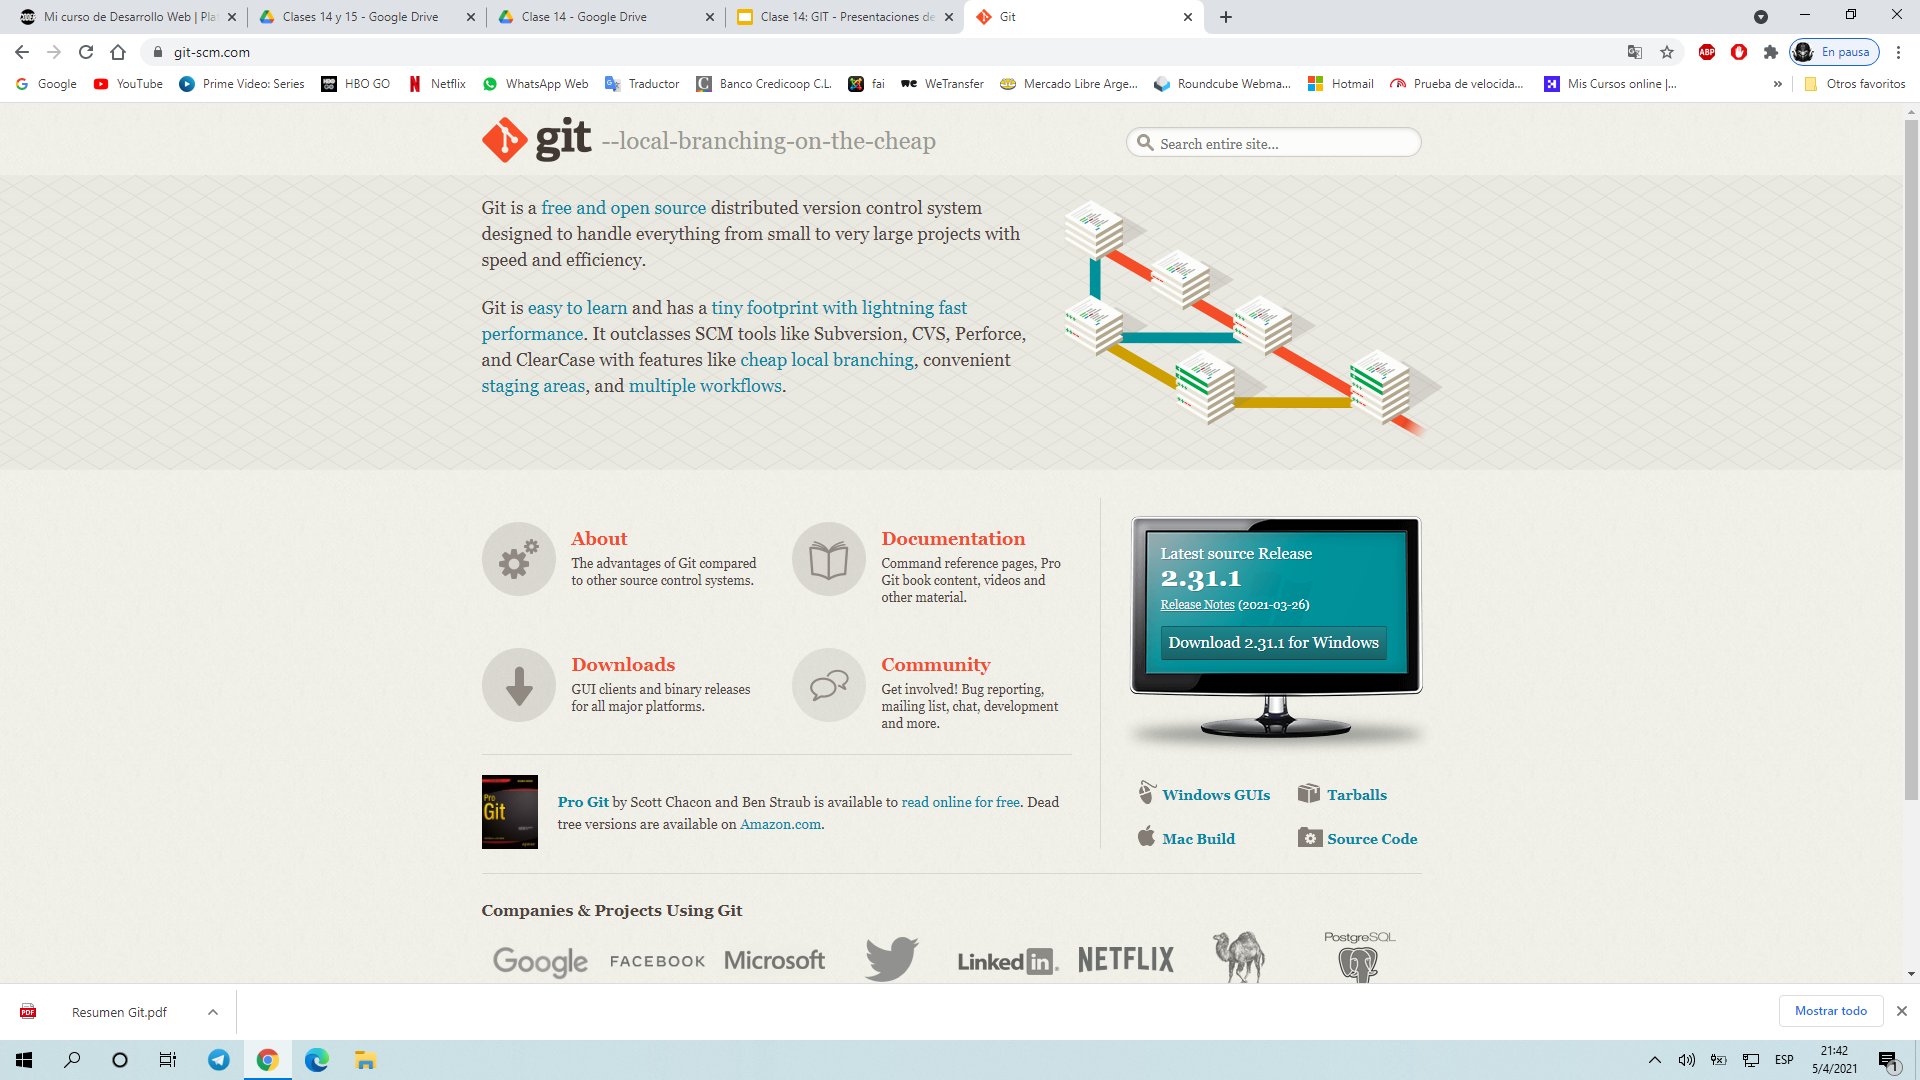 Mi curso de Desarrollo Web | Pla
Clases 14 y 15 - Google Drive
Clase 14 - Google Drive
Clase 14: GIT - Presentaciones de
Git
git-scm.com
ABP
En pausa
Google
YouTube
Prime Video: Series
HBO GO
Netflix
WhatsApp Web
Traductor
Banco Credicoop C.L.
fai
WeTransfer
Mercado Libre Arge...
Roundcube Webma...
Hotmail
Prueba de velocida...
Mis Cursos online |...
»
Otros favoritos
git --local-branching-on-the-cheap
Search entire site...
Git is a free and open source distributed version control system
designed to handle everything from small to very large projects with
speed and efficiency.
Git is easy to learn and has a tiny footprint with lightning fast
performance. It outclasses SCM tools like Subversion, CVS, Perforce,
and ClearCase with features like cheap local branching, convenient
staging areas, and multiple workflows.
About
The advantages of Git compared
to other source control systems.
Documentation
Command reference pages, Pro
Git book content, videos and
other material.
Downloads
GUI clients and binary releases
for all major platforms.
Community
Get involved! Bug reporting,
mailing list, chat, development
and more.
Latest source Release
2.31.1
Release Notes (2021-03-26)
Download 2.31.1 for Windows
Windows GUIs
Tarballs
Mac Build
Source Code
Pro
Git
Pro Git by Scott Chacon and Ben Straub is available to read online for free. Dead
tree versions are available on Amazon.com.
Companies & Projects Using Git
Google
FACEBOOK
Microsoft
LinkedIn
NETFLIX
PostgreSQL
PDF
Resumen Git.pdf
Mostrar todo
ESP
21:42
5/4/2021
1